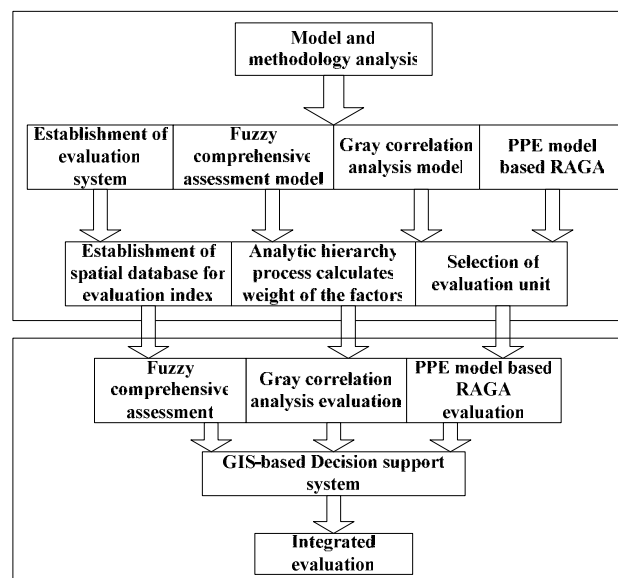 Model and
methodology analysis
Establishment of
evaluation
system
Fuzzy
comprehensive
assessment model
Gray correlation
analysis model
PPE model
based RAGA
Establishment of
spatial database for
evaluation index
Analytic hierarchy
process calculates
weight of the factors
Selection of
evaluation unit
Fuzzy
comprehensive
assessment
Gray correlation
analysis evaluation
PPE model based
RAGA
evaluation
GIS-based Decision support
system
Integrated
evaluation